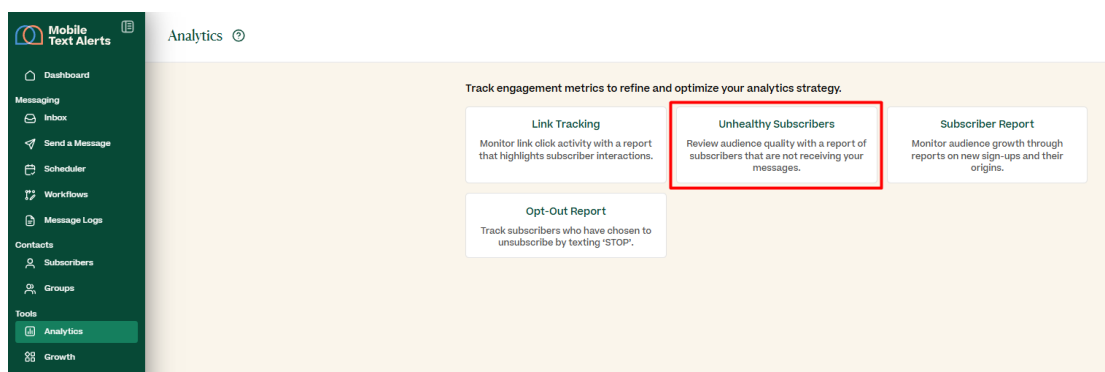 Mobile
Text Alerts
Analytics
Dashboard
Messaging
Inbox
Send a Message
Scheduler
Workflows
Message Logs
Contacts
Subscribers
Groups
Tools
Analytics
Growth
Track engagement metrics to refine and optimize your analytics strategy.
Link Tracking
Monitor link click activity with a report
that highlights subscriber interactions.
Unhealthy Subscribers
Review audience quality with a report of
subscribers that are not receiving your
messages.
Subscriber Report
Monitor audience growth through
reports on new sign-ups and their
origins.
Opt-Out Report
Track subscribers who have chosen to
unsubscribe by texting ‘STOP’.